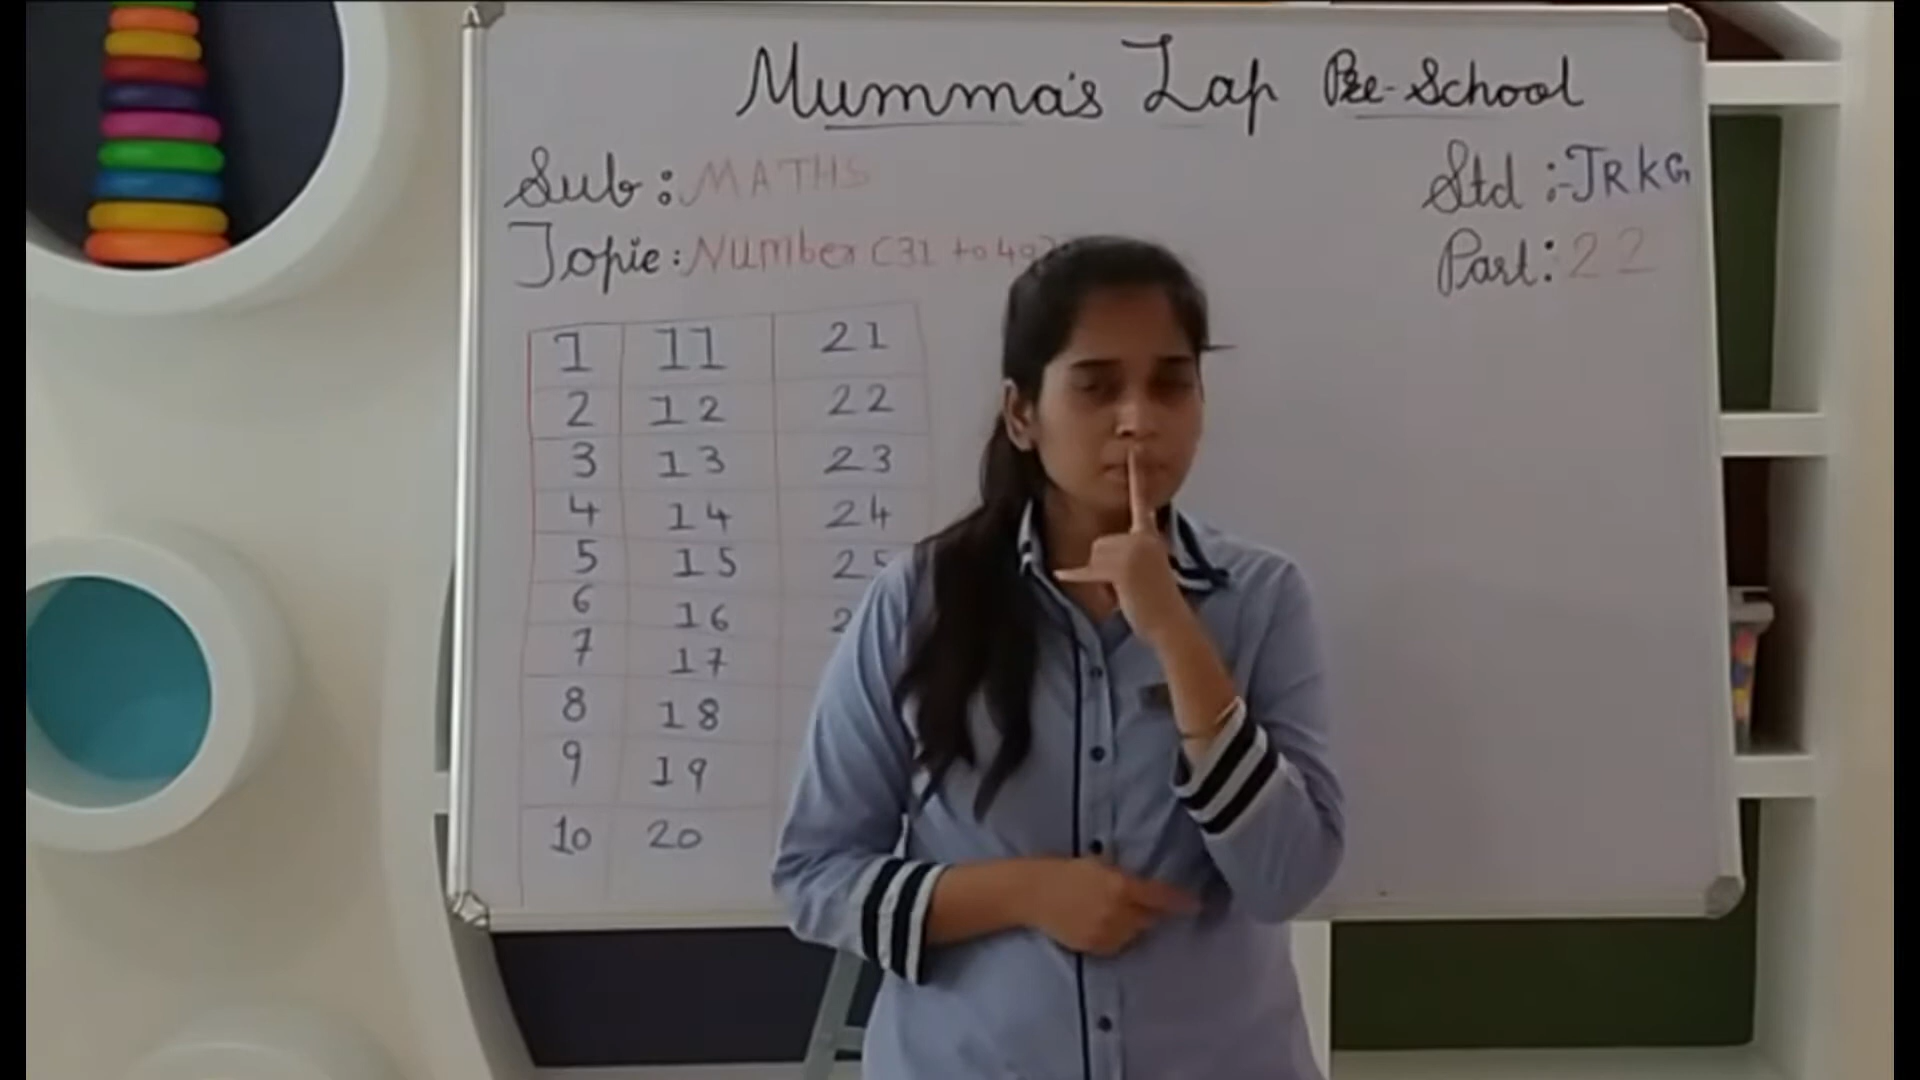 Mumma's Lap Pre-School
Sub : MATHS
Std :- JRKG
Topic : Number (31 to 40)
Part : 22
1 11 21
2 12 22
3 13 23
4 14 24
5 15 25
6 16 2
7 17
8 18
9 19
10 20